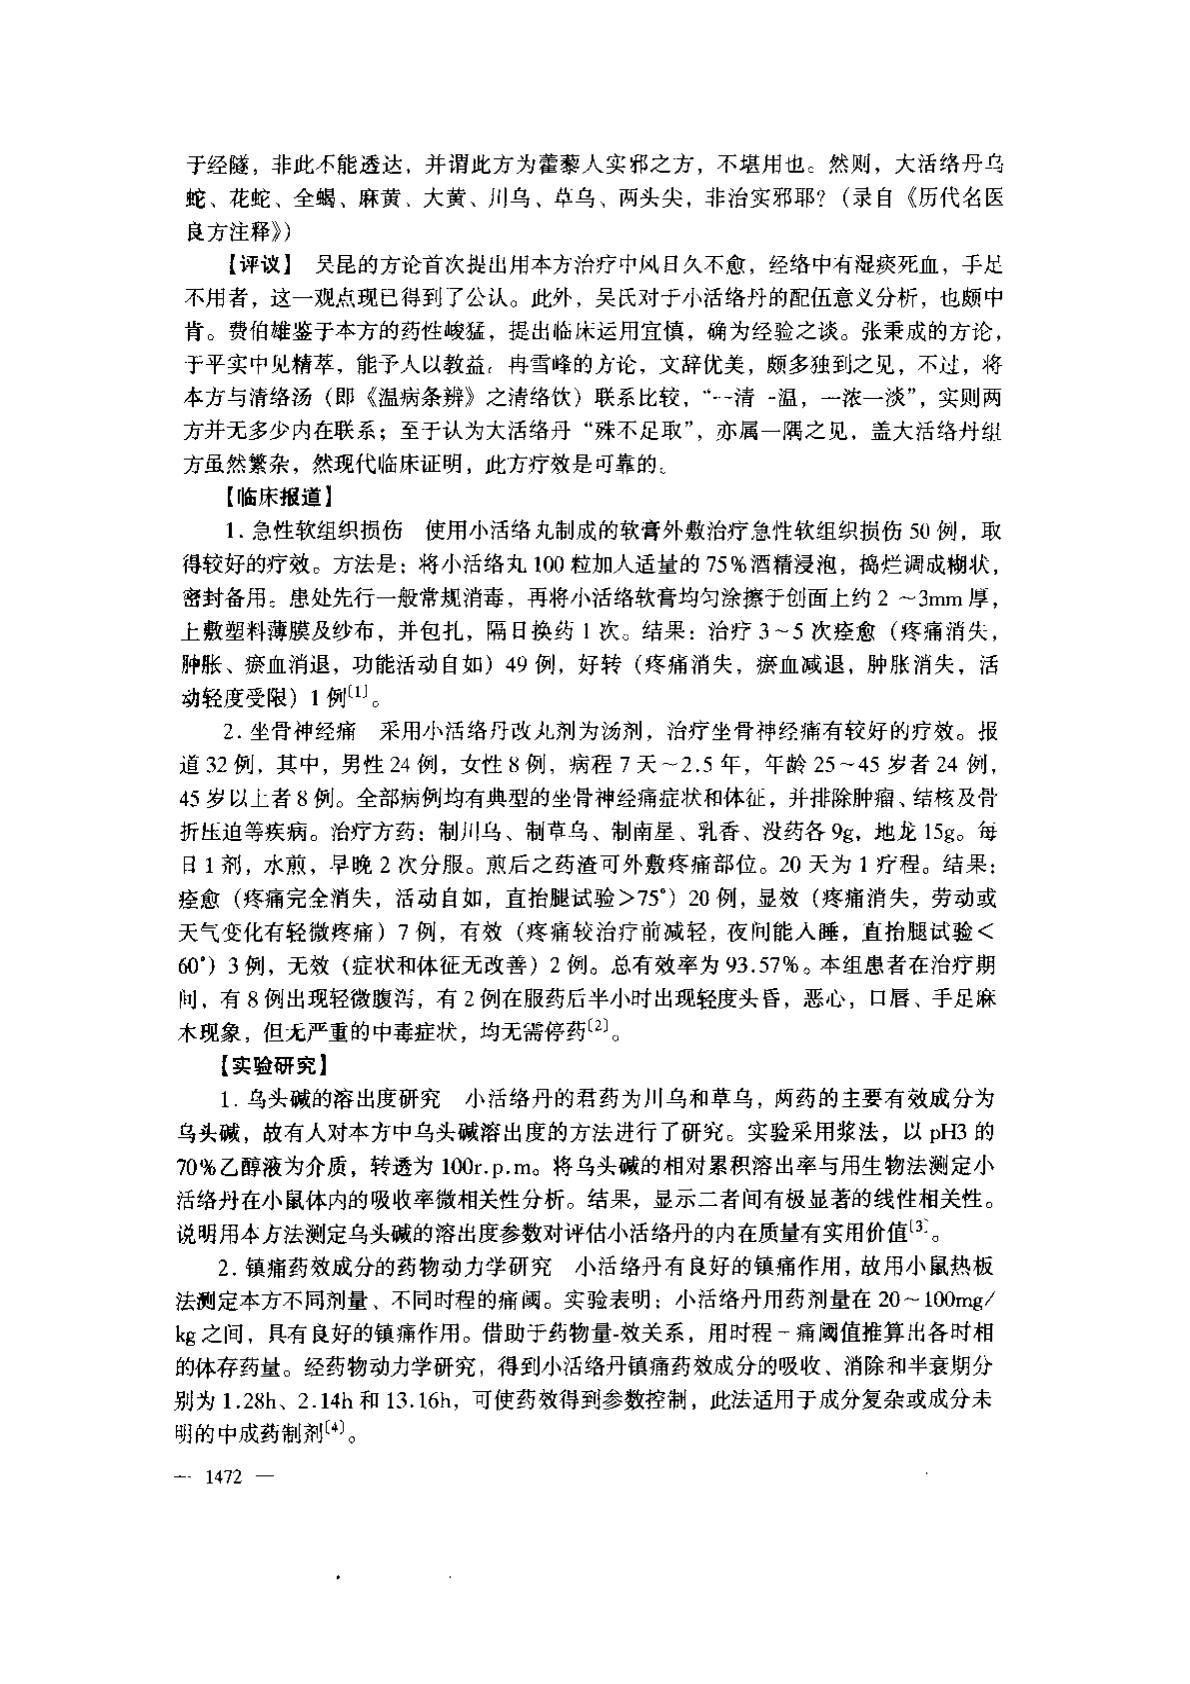 于经隧，非此不能透达，并谓此方为藿藜人实邪之方，不堪用也。然则，大活络丹乌
蛇、花蛇、全蝎、麻黄、大黄、川乌、草乌、两头尖，非治实邪耶？（录自《历代名医
良方注释》）
【评议】 吴昆的方论首次提出用本方治疗中风日久不愈，经络中有湿痰死血，手足
不用者，这一观点现已得到了公认。此外，吴氏对于小活络丹的配伍意义分析，也颇中
肯。费伯雄鉴于本方的药性峻猛，提出临床运用宜慎，确为经验之谈。张秉成的方论，
于平实中见精萃，能予人以教益。冉雪峰的方论，文辞优美，颇多独到之见，不过，将
本方与清络汤（即《温病条辨》之清络饮）联系比较，“一清一温，一浓一淡”，实则两
方并无多少内在联系；至于认为大活络丹“殊不足取”，亦属一隅之见，盖大活络丹组
方虽然繁杂，然现代临床证明，此方疗效是可靠的。
【临床报道】
1. 急性软组织损伤 使用小活络丸制成的软膏外敷治疗急性软组织损伤 50 例，取
得较好的疗效。方法是：将小活络丸 100 粒加入适量的 75%酒精浸泡，捣烂调成糊状，
密封备用。患处先行一般常规消毒，再将小活络软膏均匀涂擦于创面上约 2 ～3mm 厚，
上敷塑料薄膜及纱布，并包扎，隔日换药 1 次。结果：治疗 3～5 次痊愈（疼痛消失，
肿胀、瘀血消退，功能活动自如）49 例，好转（疼痛消失，瘀血减退，肿胀消失，活
动轻度受限）1 例〔1〕。
2. 坐骨神经痛 采用小活络丹改丸剂为汤剂，治疗坐骨神经痛有较好的疗效。报
道 32 例，其中，男性 24 例，女性 8 例，病程 7 天～2.5 年，年龄 25～45 岁者 24 例，
45 岁以上者 8 例。全部病例均有典型的坐骨神经痛症状和体征，并排除肿瘤、结核及骨
折压迫等疾病。治疗方药：制川乌、制草乌、制南星、乳香、没药各 9g，地龙 15g。每
日 1 剂，水煎，早晚 2 次分服。煎后之药渣可外敷疼痛部位。20 天为 1 疗程。结果：
痊愈（疼痛完全消失，活动自如，直抬腿试验＞75°）20 例，显效（疼痛消失，劳动或
天气变化有轻微疼痛）7 例，有效（疼痛较治疗前减轻，夜间能入睡，直抬腿试验＜
60°）3 例，无效（症状和体征无改善）2 例。总有效率为 93.57%。本组患者在治疗期
间，有 8 例出现轻微腹泻，有 2 例在服药后半小时出现轻度头昏，恶心，口唇、手足麻
木现象，但无严重的中毒症状，均无需停药〔2〕。
【实验研究】
1. 乌头碱的溶出度研究 小活络丹的君药为川乌和草乌，两药的主要有效成分为
乌头碱，故有人对本方中乌头碱溶出度的方法进行了研究。实验采用浆法，以 pH3 的
70%乙醇液为介质，转速为 100r.p.m。将乌头碱的相对累积溶出率与用生物法测定小
活络丹在小鼠体内的吸收率微相关性分析。结果，显示二者间有极显著的线性相关性。
说明用本方法测定乌头碱的溶出度参数对评估小活络丹的内在质量有实用价值〔3〕。
2. 镇痛药效成分的药物动力学研究 小活络丹有良好的镇痛作用，故用小鼠热板
法测定本方不同剂量、不同时程的痛阈。实验表明：小活络丹用药剂量在 20～100mg/
kg 之间，具有良好的镇痛作用。借助于药物量-效关系，用时程－痛阈值推算出各时相
的体存药量。经药物动力学研究，得到小活络丹镇痛药效成分的吸收、消除和半衰期分
别为 1.28h、2.14h 和 13.16h，可使药效得到参数控制，此法适用于成分复杂或成分未
明的中成药制剂〔4〕。
— 1472 —